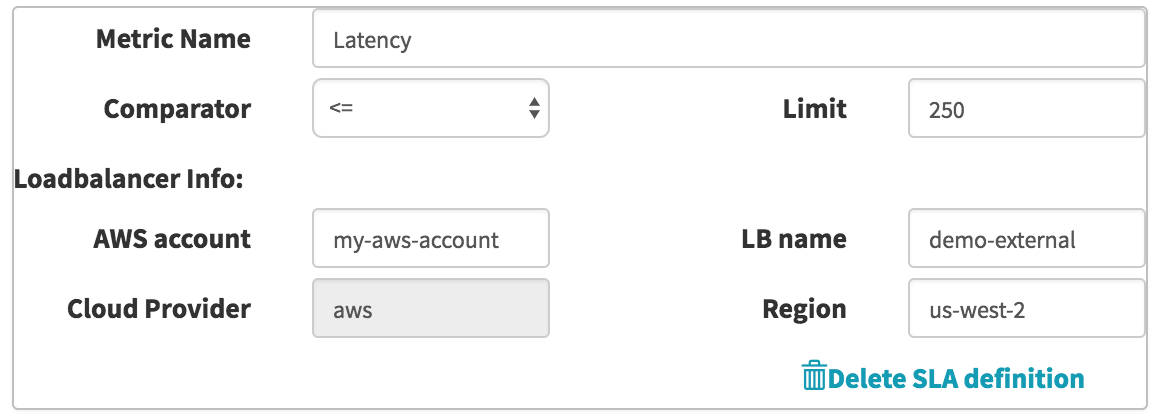 Metric Name Latency
Comparator <= Limit 250
Loadbalancer Info:
AWS account my-aws-account LB name demo-external
Cloud Provider aws Region us-west-2
Delete SLA definition